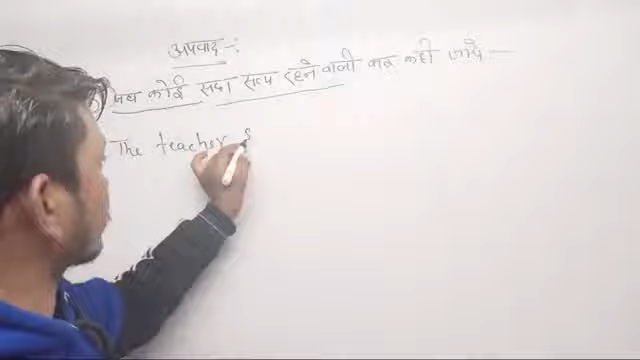 अपवाद -:
जब कोई सदा सत्य रहने वाली बात कही जाये —
The teacher s